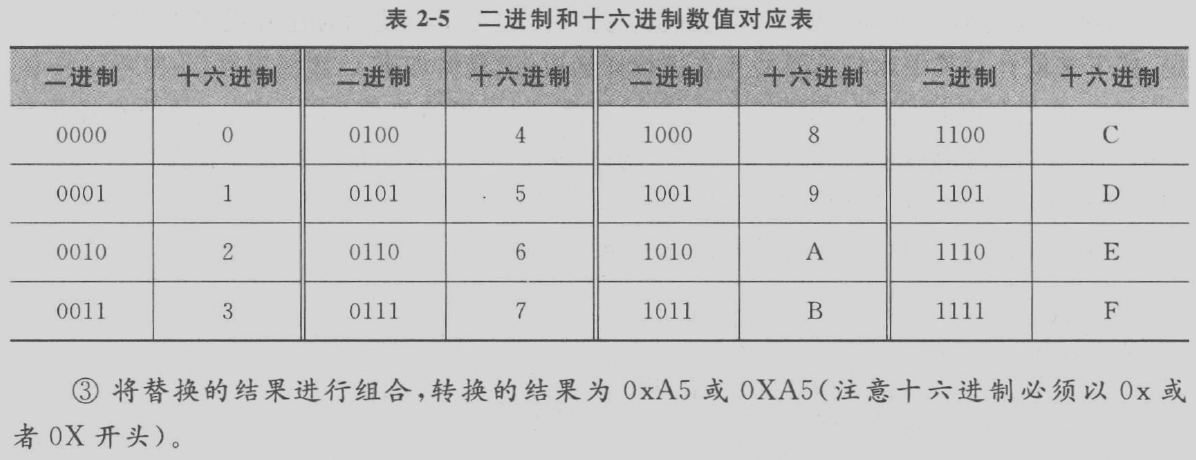 表 2-5 二进制和十六进制数值对应表
二进制 十六进制 二进制 十六进制 二进制 十六进制 二进制 十六进制
0000 0 0100 4 1000 8 1100 C
0001 1 0101 5 1001 9 1101 D
0010 2 0110 6 1010 A 1110 E
0011 3 0111 7 1011 B 1111 F
③ 将替换的结果进行组合,转换的结果为 0xA5 或 0XA5(注意十六进制必须以 0x 或
者 0X 开头)。